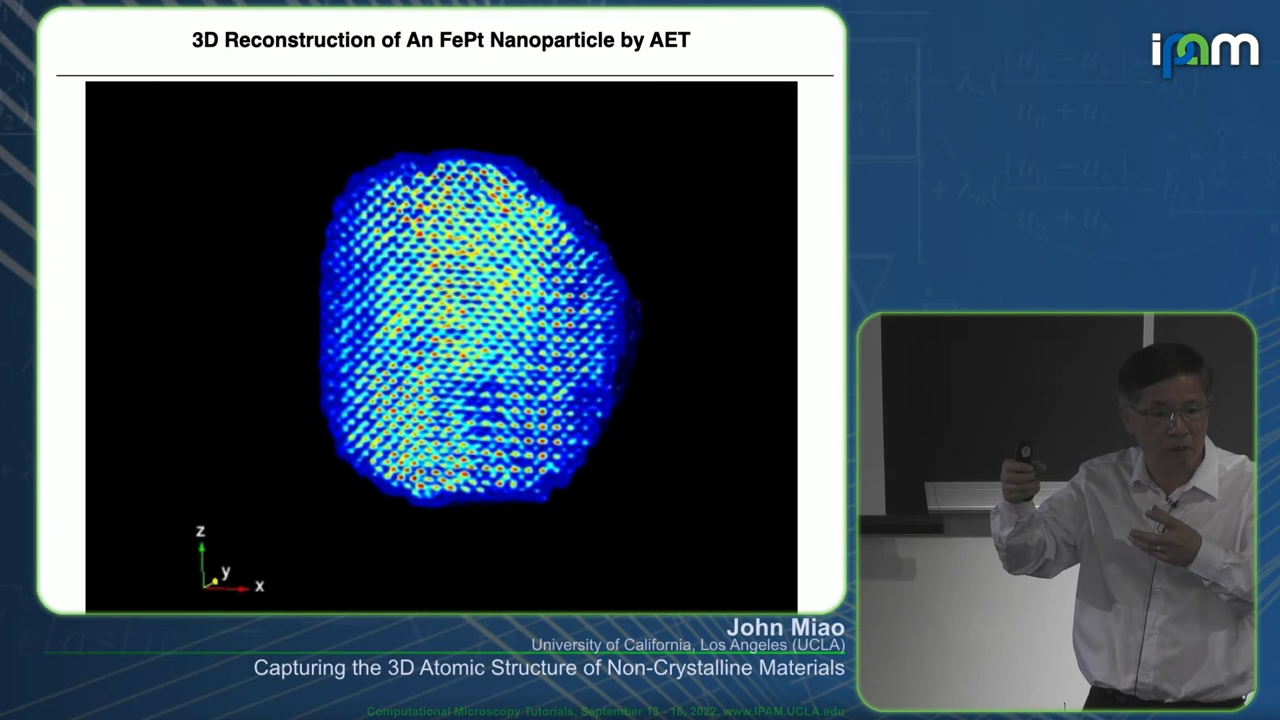 3D Reconstruction of An FePt Nanoparticle by AET
ipam
z
y
x
John Miao
University of California, Los Angeles (UCLA)
Capturing the 3D Atomic Structure of Non-Crystalline Materials
Computational Microscopy Tutorials. September 13 - 16, 2022, www.IPAM.UCLA.edu